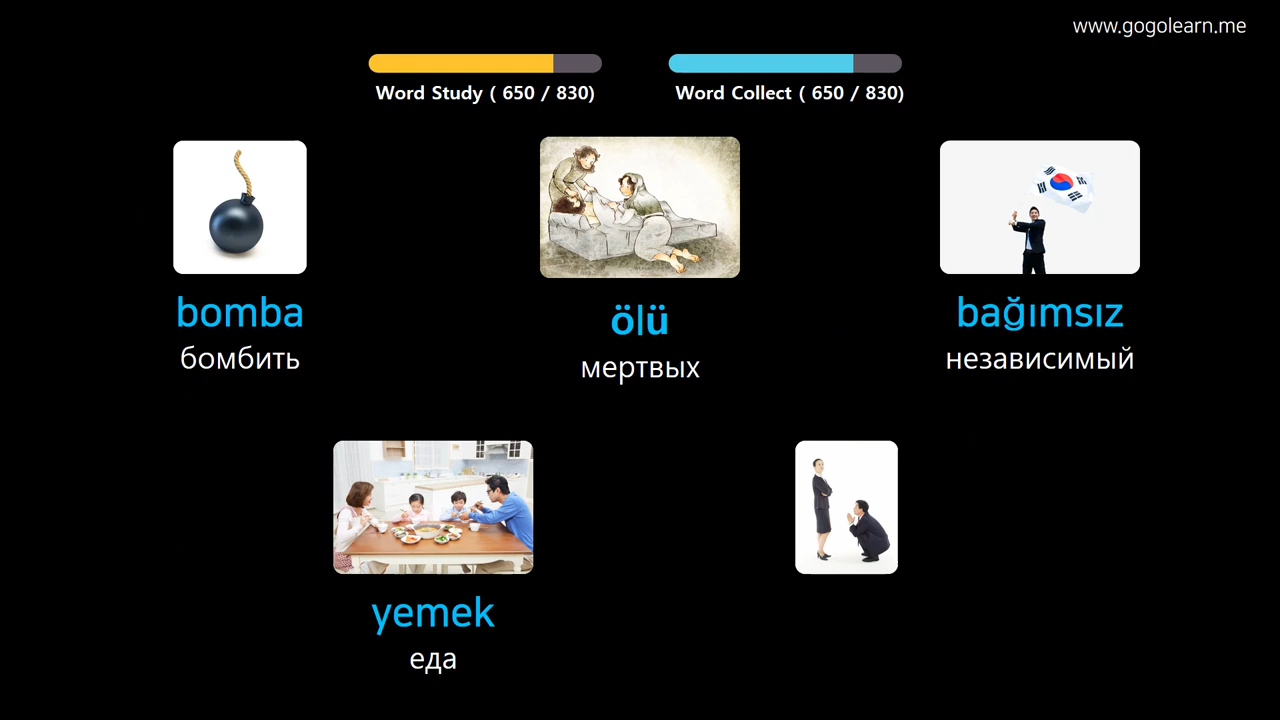 www.gogolearn.me
Word Study ( 650 / 830)
Word Collect ( 650 / 830)
bomba
бомбить
ölü
мертвых
bağımsız
независимый
yemek
еда